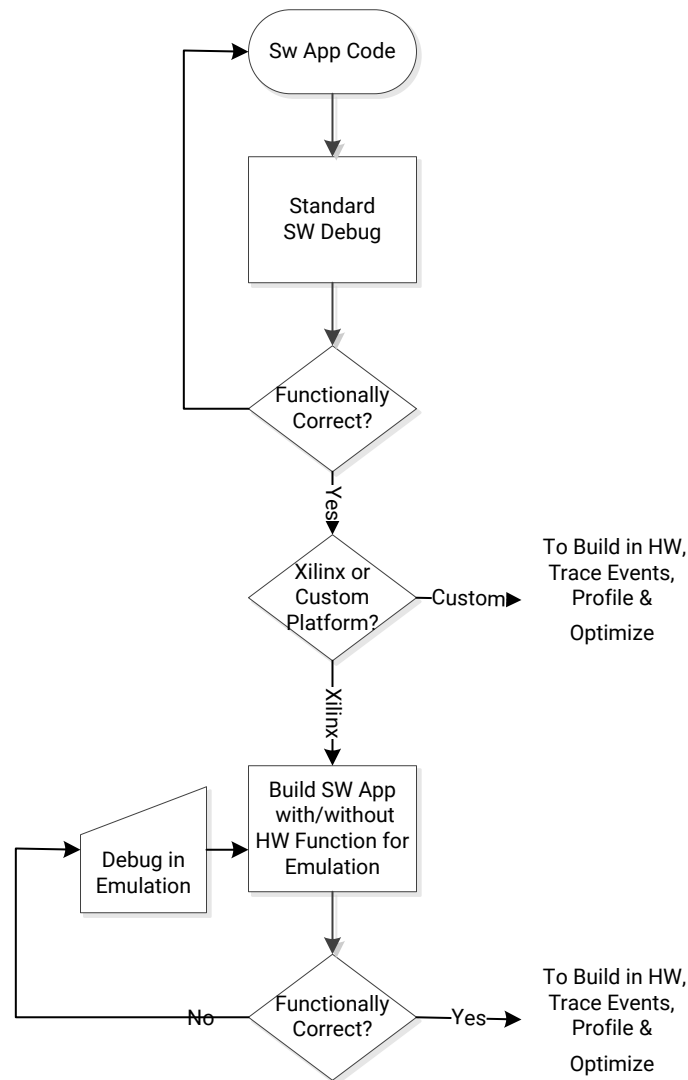 Sw App Code
Standard
SW Debug
Functionally
Correct?
Yes
Xilinx or
Custom
Platform?
Custom
To Build in HW,
Trace Events,
Profile &
Optimize
Xilinx
Build SW App
with/without
HW Function for
Emulation
Debug in
Emulation
Functionally
Correct?
No
Yes
To Build in HW,
Trace Events,
Profile &
Optimize